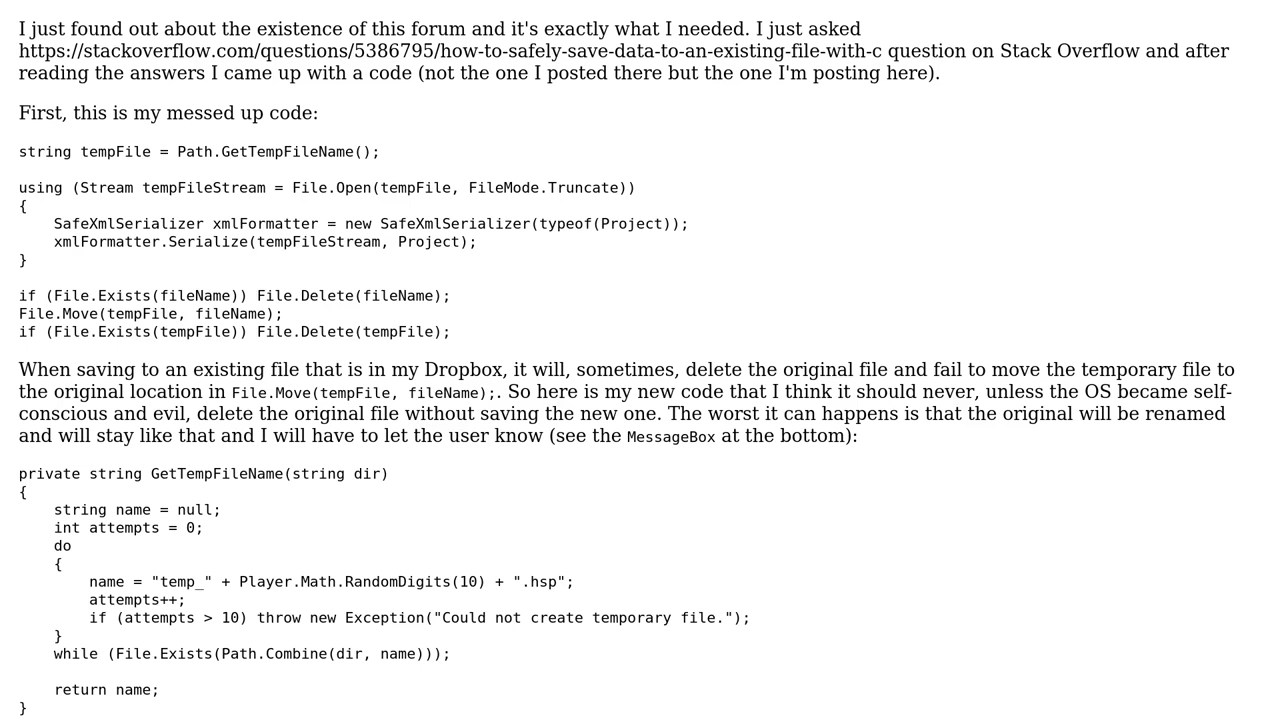 I just found out about the existence of this forum and it's exactly what I needed. I just asked
https://stackoverflow.com/questions/5386795/how-to-safely-save-data-to-an-existing-file-with-c question on Stack Overflow and after
reading the answers I came up with a code (not the one I posted there but the one I'm posting here).
First, this is my messed up code:
string tempFile = Path.GetTempFileName();
using (Stream tempFileStream = File.Open(tempFile, FileMode.Truncate))
{
    SafeXmlSerializer xmlFormatter = new SafeXmlSerializer(typeof(Project));
    xmlFormatter.Serialize(tempFileStream, Project);
}
if (File.Exists(fileName)) File.Delete(fileName);
File.Move(tempFile, fileName);
if (File.Exists(tempFile)) File.Delete(tempFile);
When saving to an existing file that is in my Dropbox, it will, sometimes, delete the original file and fail to move the temporary file to
the original location in File.Move(tempFile, fileName);. So here is my new code that I think it should never, unless the OS became self-
conscious and evil, delete the original file without saving the new one. The worst it can happens is that the original will be renamed
and will stay like that and I will have to let the user know (see the MessageBox at the bottom):
private string GetTempFileName(string dir)
{
    string name = null;
    int attempts = 0;
    do
    {
        name = "temp_" + Player.Math.RandomDigits(10) + ".hsp";
        attempts++;
        if (attempts > 10) throw new Exception("Could not create temporary file.");
    }
    while (File.Exists(Path.Combine(dir, name)));
    return name;
}